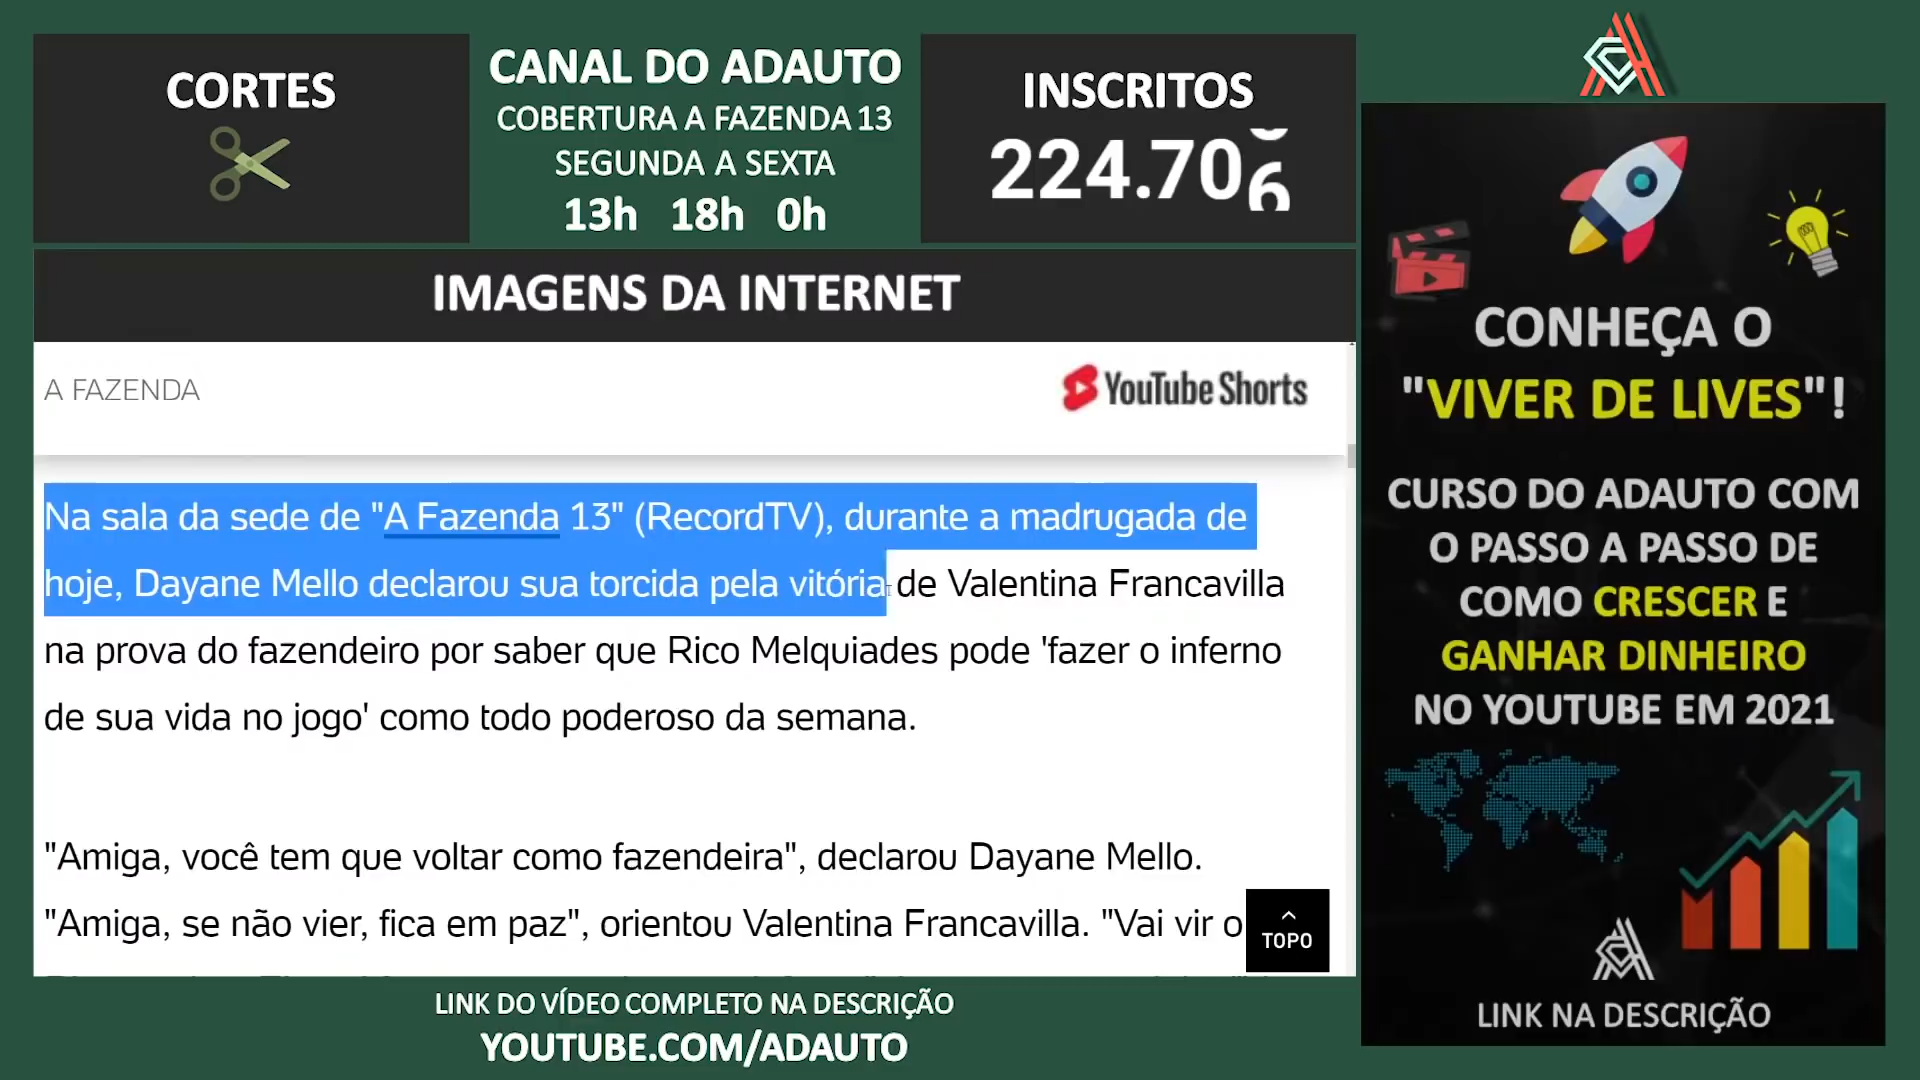 CORTES
CANAL DO ADAUTO
COBERTURA A FAZENDA 13
SEGUNDA A SEXTA
13h 18h 0h
INSCRITOS
224.706
IMAGENS DA INTERNET
A FAZENDA
YouTube Shorts
Na sala da sede de "A Fazenda 13" (RecordTV), durante a madrugada de
hoje, Dayane Mello declarou sua torcida pela vitória de Valentina Francavilla
na prova do fazendeiro por saber que Rico Melquiades pode 'fazer o inferno
de sua vida no jogo' como todo poderoso da semana.
"Amiga, você tem que voltar como fazendeira", declarou Dayane Mello.
"Amiga, se não vier, fica em paz", orientou Valentina Francavilla. "Vai vir o
TOPO
LINK DO VÍDEO COMPLETO NA DESCRIÇÃO
YOUTUBE.COM/ADAUTO
CONHEÇA O
"VIVER DE LIVES"!
CURSO DO ADAUTO COM
O PASSO A PASSO DE
COMO CRESCER E
GANHAR DINHEIRO
NO YOUTUBE EM 2021
LINK NA DESCRIÇÃO